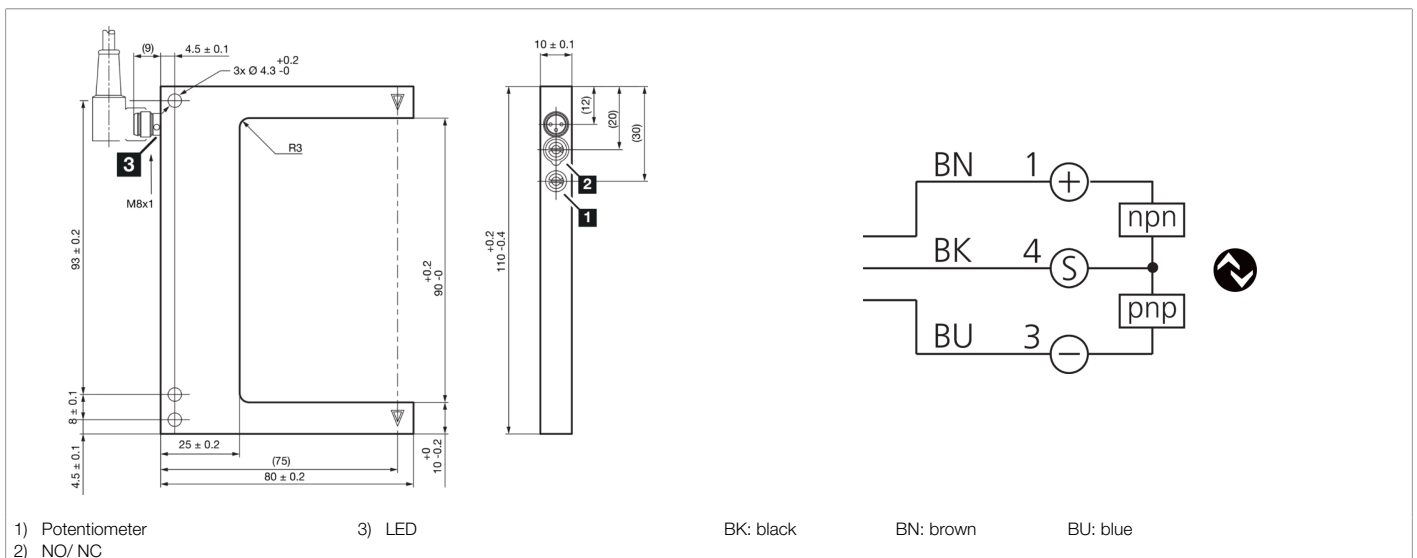 (9)
4.5 ± 0.1
3x Ø 4.3 +0.2 -0
R3
3
M8x1
93 ± 0.2
8 ± 0.1
4.5 ± 0.1
25 ± 0.2
(75)
80 ± 0.2
+0.2
90 -0
+0
10 -0.2
10 ± 0.1
(12)
(20)
(30)
2
1
+0.2
110 -0.4
BN 1 +
npn
BK 4 S
pnp
BU 3 −
1) Potentiometer 3) LED BK: black BN: brown BU: blue
2) NO/ NC